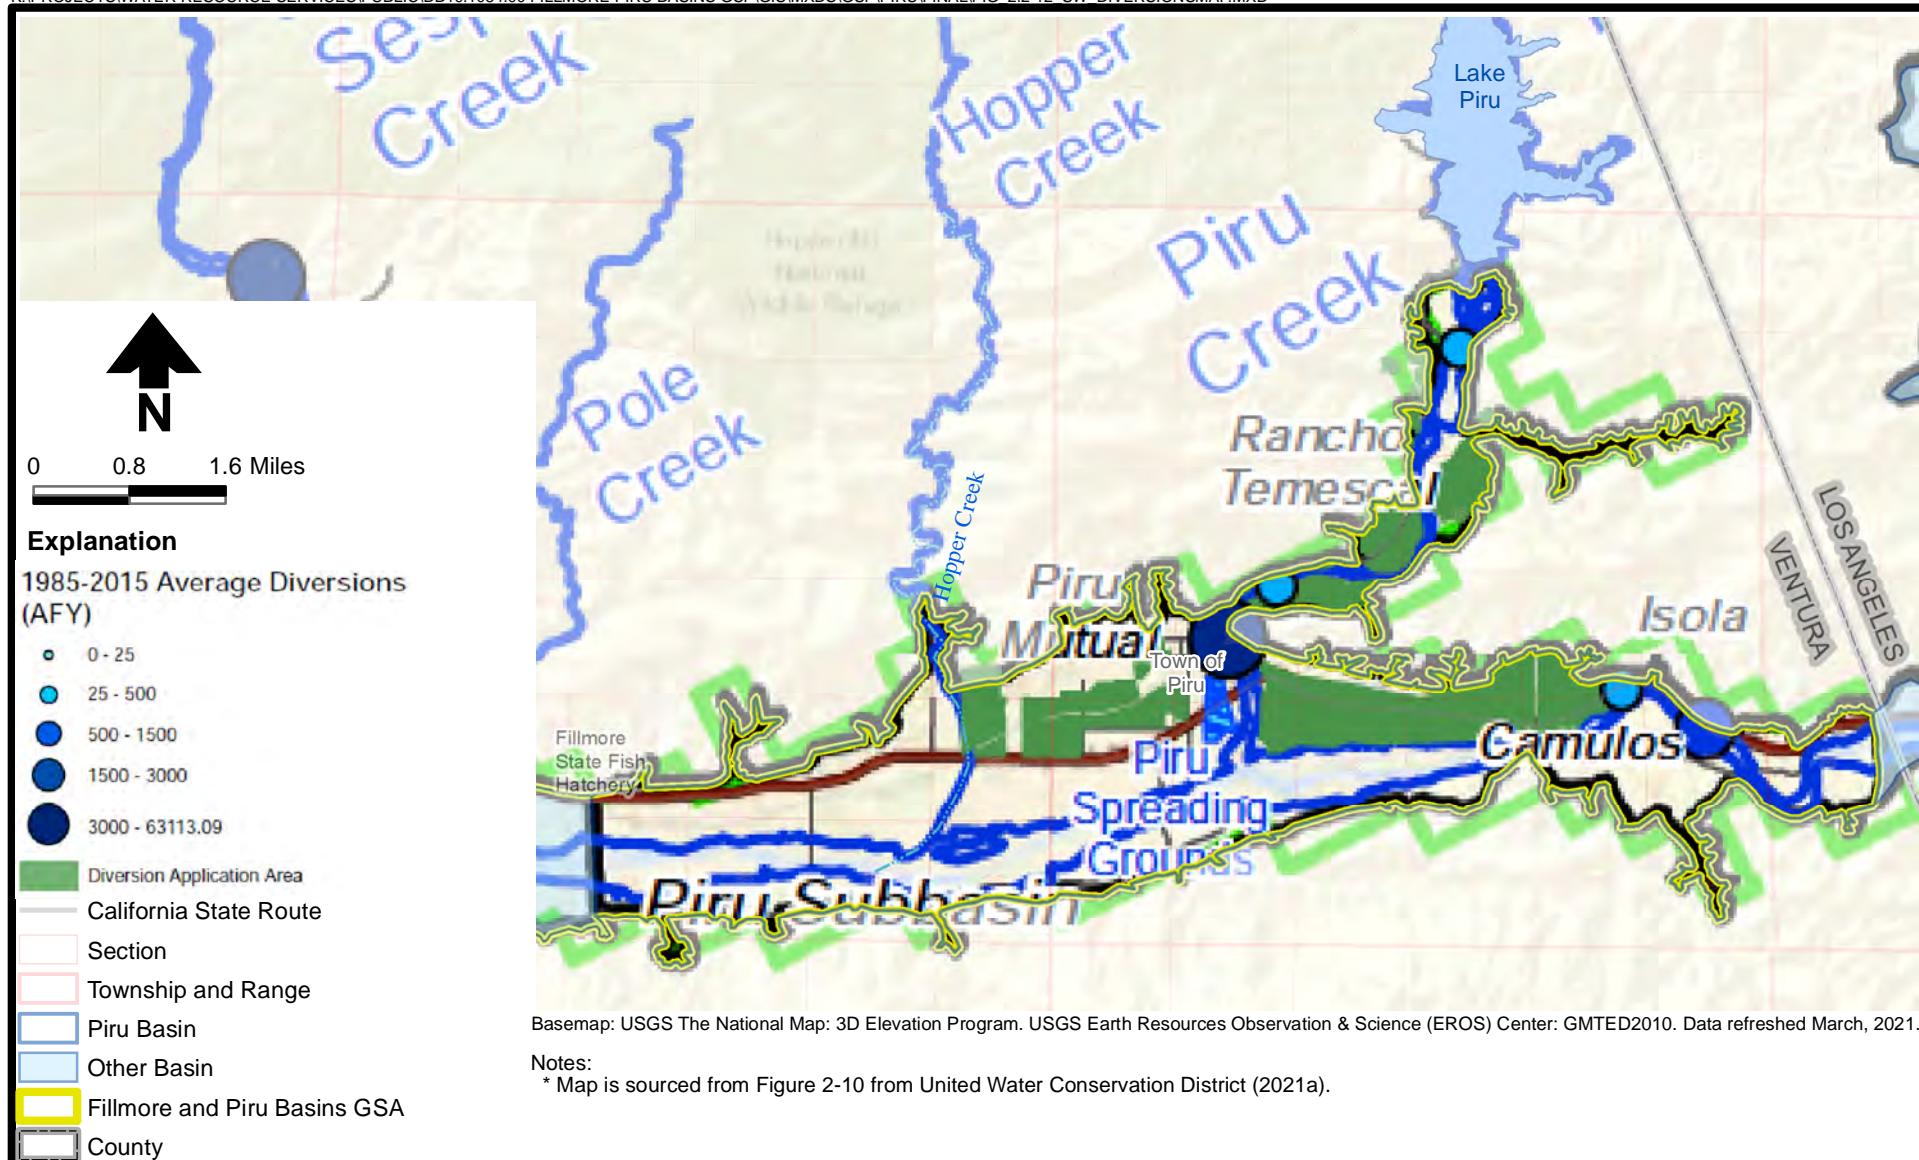 Creek
Hopper
Creek
Lake
Piru
Piru
Creek
Pole
Creek
Hopper Creek
Rancho
Temescal
Piru
Mutual
Town of
Piru
Isola
LOS ANGELES
VENTURA
Camulos
Fillmore
State Fish
Hatchery
Piru
Spreading
Grounds
Piru Subbasin
N
0 0.8 1.6 Miles
Explanation
1985-2015 Average Diversions
(AFY)
0 - 25
25 - 500
500 - 1500
1500 - 3000
3000 - 63113.09
Diversion Application Area
California State Route
Section
Township and Range
Piru Basin
Other Basin
Fillmore and Piru Basins GSA
County
Basemap: USGS The National Map: 3D Elevation Program. USGS Earth Resources Observation & Science (EROS) Center: GMTED2010. Data refreshed March, 2021.
Notes:
* Map is sourced from Figure 2-10 from United Water Conservation District (2021a).